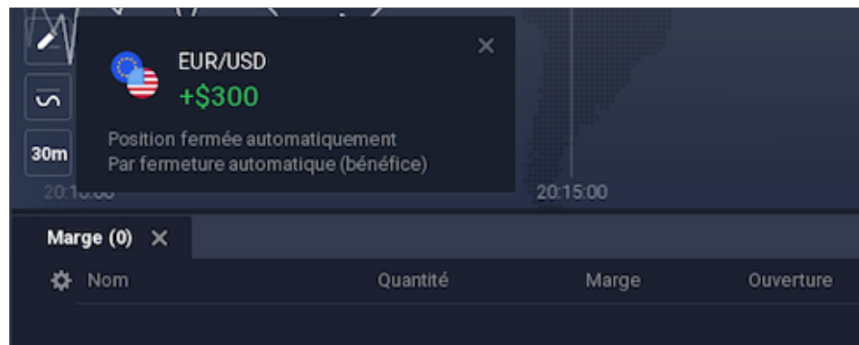 EUR/USD
+$300
Position fermée automatiquement
Par fermeture automatique (bénéfice)
30m
20:15:00
Marge (0)
Nom Quantité Marge Ouverture